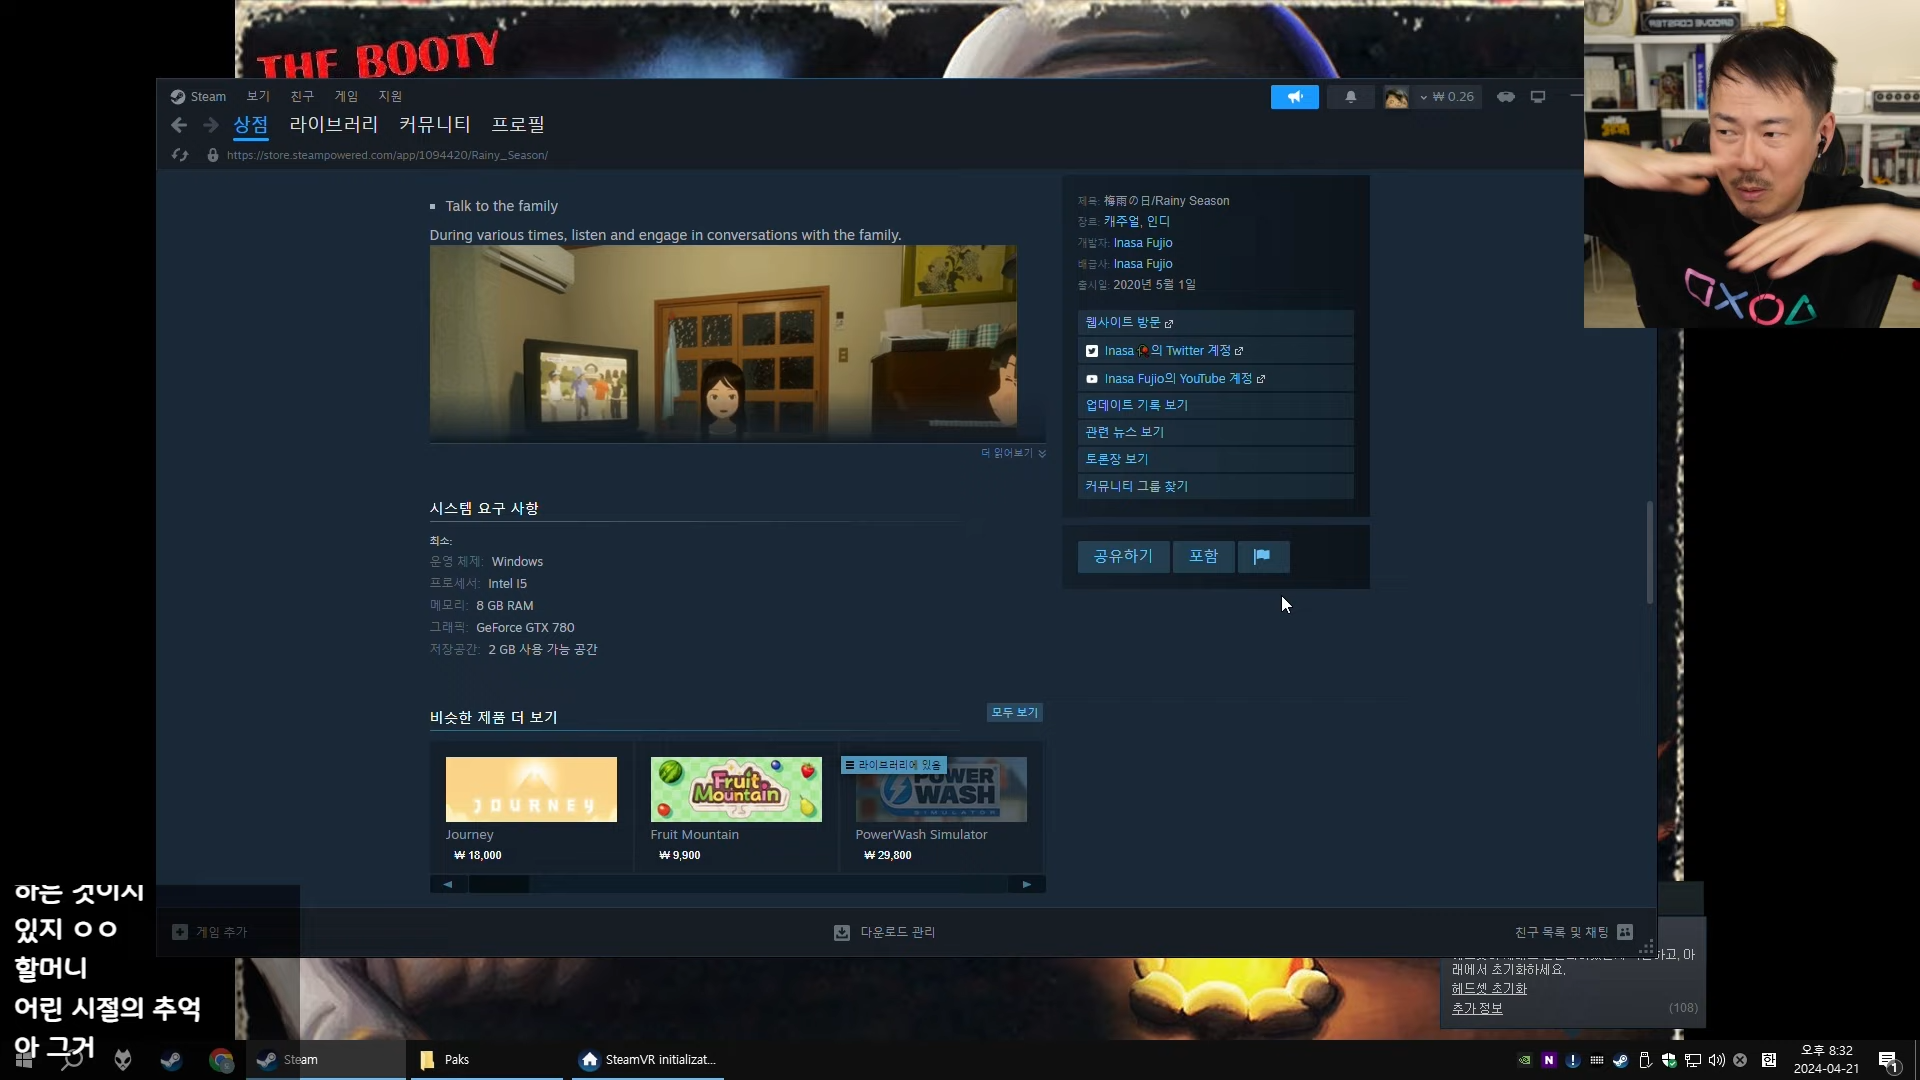 THE BOOTY
Steam 보기 친구 게임 지원
₩ 0.26
상점 라이브러리 커뮤니티 프로필
https://store.steampowered.com/app/1094420/Rainy_Season/
Talk to the family
During various times, listen and engage in conversations with the family.
더 읽어보기
시스템 요구 사항
최소:
운영 체제: Windows
프로세서: Intel I5
메모리: 8 GB RAM
그래픽: GeForce GTX 780
저장공간: 2 GB 사용 가능 공간
비슷한 제품 더 보기
모두 보기
JOURNEY
Fruit Mountain
라이브러리에 있음
POWER WASH
SIMULATOR
Journey
₩ 18,000
Fruit Mountain
₩ 9,900
PowerWash Simulator
₩ 29,800
제목: 梅雨の日/Rainy Season
장르: 캐주얼, 인디
개발자: Inasa Fujio
배급사: Inasa Fujio
출시일: 2020년 5월 1일
웹사이트 방문
Inasa의 Twitter 계정
Inasa Fujio의 YouTube 계정
업데이트 기록 보기
관련 뉴스 보기
토론장 보기
커뮤니티 그룹 찾기
공유하기 포함
게임 추가
다운로드 관리
친구 목록 및 채팅
하는 것이지
있지 ㅇㅇ
할머니
어린 시절의 추억
아 그거
래에서 초기화하세요.
헤드셋 초기화
추가 정보
(108)
Steam
Paks
SteamVR initializat...
오후 8:32
2024-04-21
1